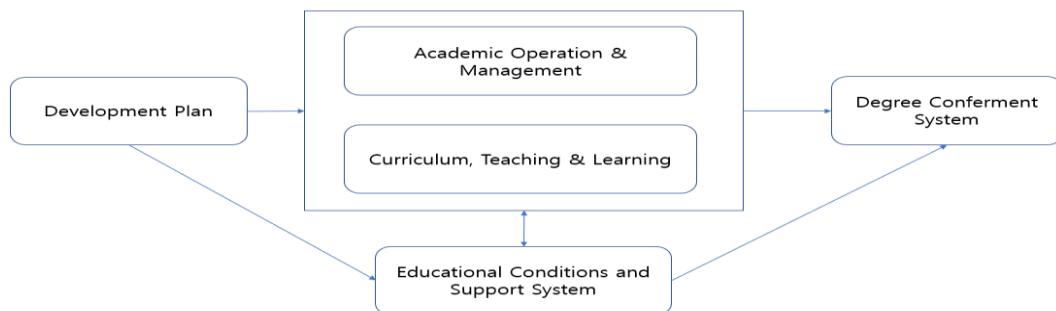 Academic Operation &
Management
Development Plan
Degree Conferment
System
Curriculum, Teaching & Learning
Educational Conditions and
Support System